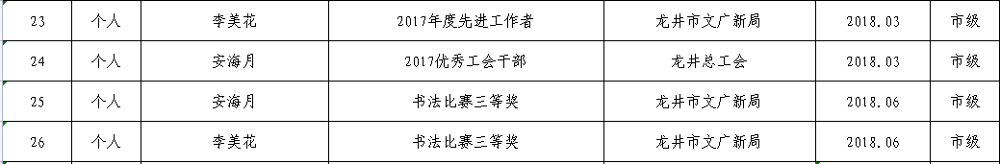 23 个人 李美花 2017年度先进工作者 龙井市文广新局 2018.03 市级
24 个人 安海月 2017优秀工会干部 龙井总工会 2018.03 市级
25 个人 安海月 书法比赛三等奖 龙井市文广新局 2018.06 市级
26 个人 李美花 书法比赛三等奖 龙井市文广新局 2018.06 市级